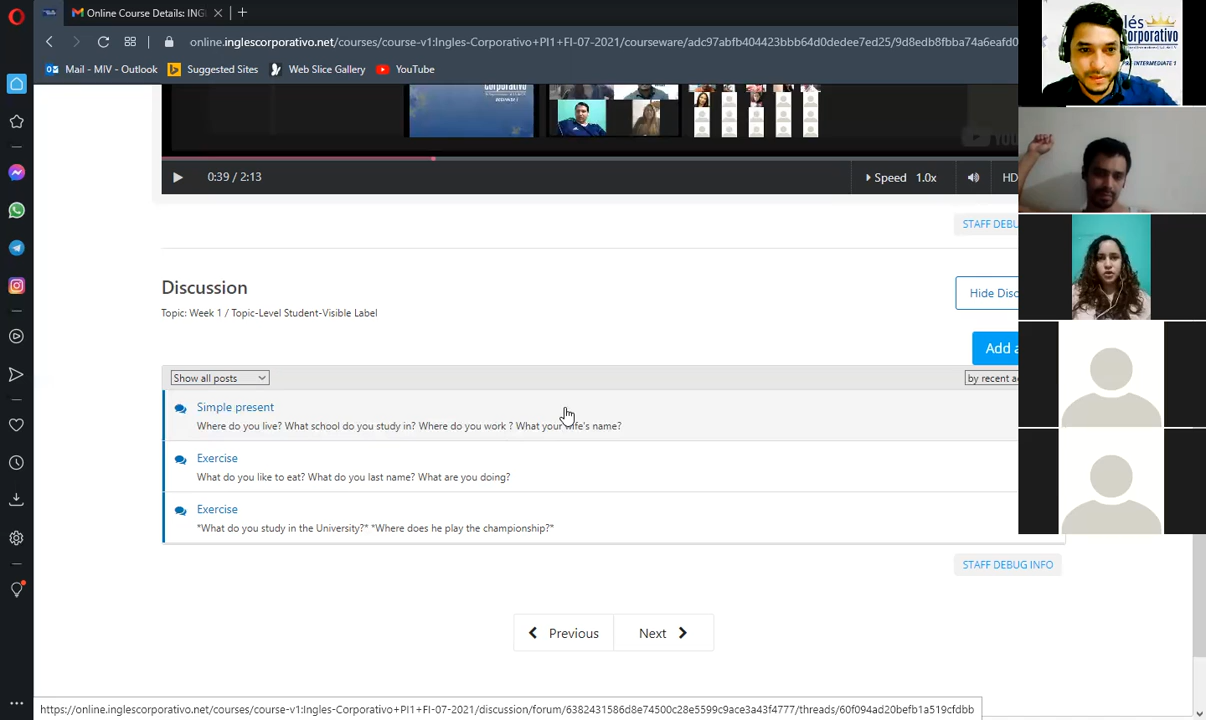 Online Course Details: INGL
online.inglescorporativo.net/courses/course-v1:Ingles-Corporativo+PI1+FI-07-2021/courseware/adc97abfb404423bbb64d0dedee7ed25/9d8edb8fbba74a6eafd0
Mail - MIV - Outlook
Suggested Sites
Web Slice Gallery
YouTube
0:39 / 2:13
Speed 1.0x
HD
STAFF DEBU
Discussion
Hide Disc
Topic: Week 1 / Topic-Level Student-Visible Label
Add a
Show all posts
by recent a
Simple present
Where do you live? What school do you study in? Where do you work ? What your wife's name?
Exercise
What do you like to eat? What do you last name? What are you doing?
Exercise
*What do you study in the University?* *Where does he play the championship?*
STAFF DEBUG INFO
Previous
Next
https://online.inglescorporativo.net/courses/course-v1:Ingles-Corporativo+PI1+FI-07-2021/discussion/forum/6382431586d8e74500c28e5599c9ace3a43f4777/threads/60f094ad20befb1a519cfdbb